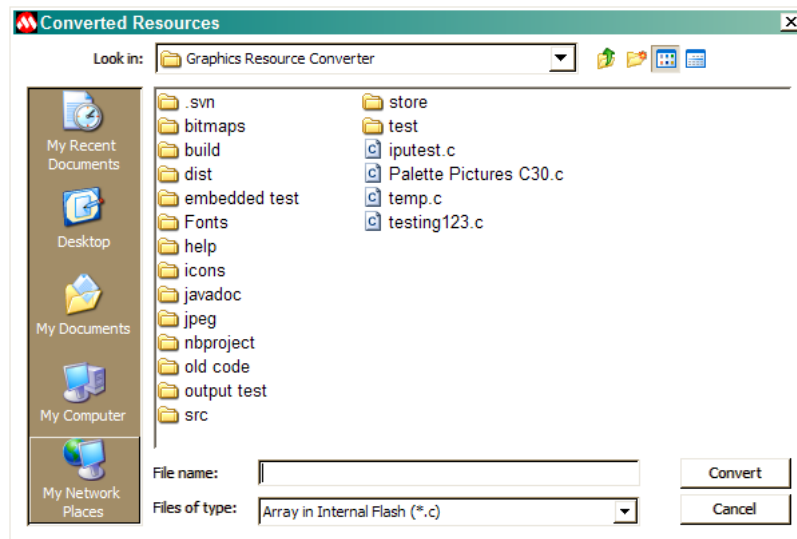 Converted Resources
Look in: Graphics Resource Converter
My Recent
Documents
Desktop
My Documents
My Computer
My Network
Places
.svn
bitmaps
build
dist
embedded test
Fonts
help
icons
javadoc
jpeg
nbproject
old code
output test
src
store
test
iputest.c
Palette Pictures C30.c
temp.c
testing123.c
File name:
Convert
Files of type: Array in Internal Flash (*.c)
Cancel